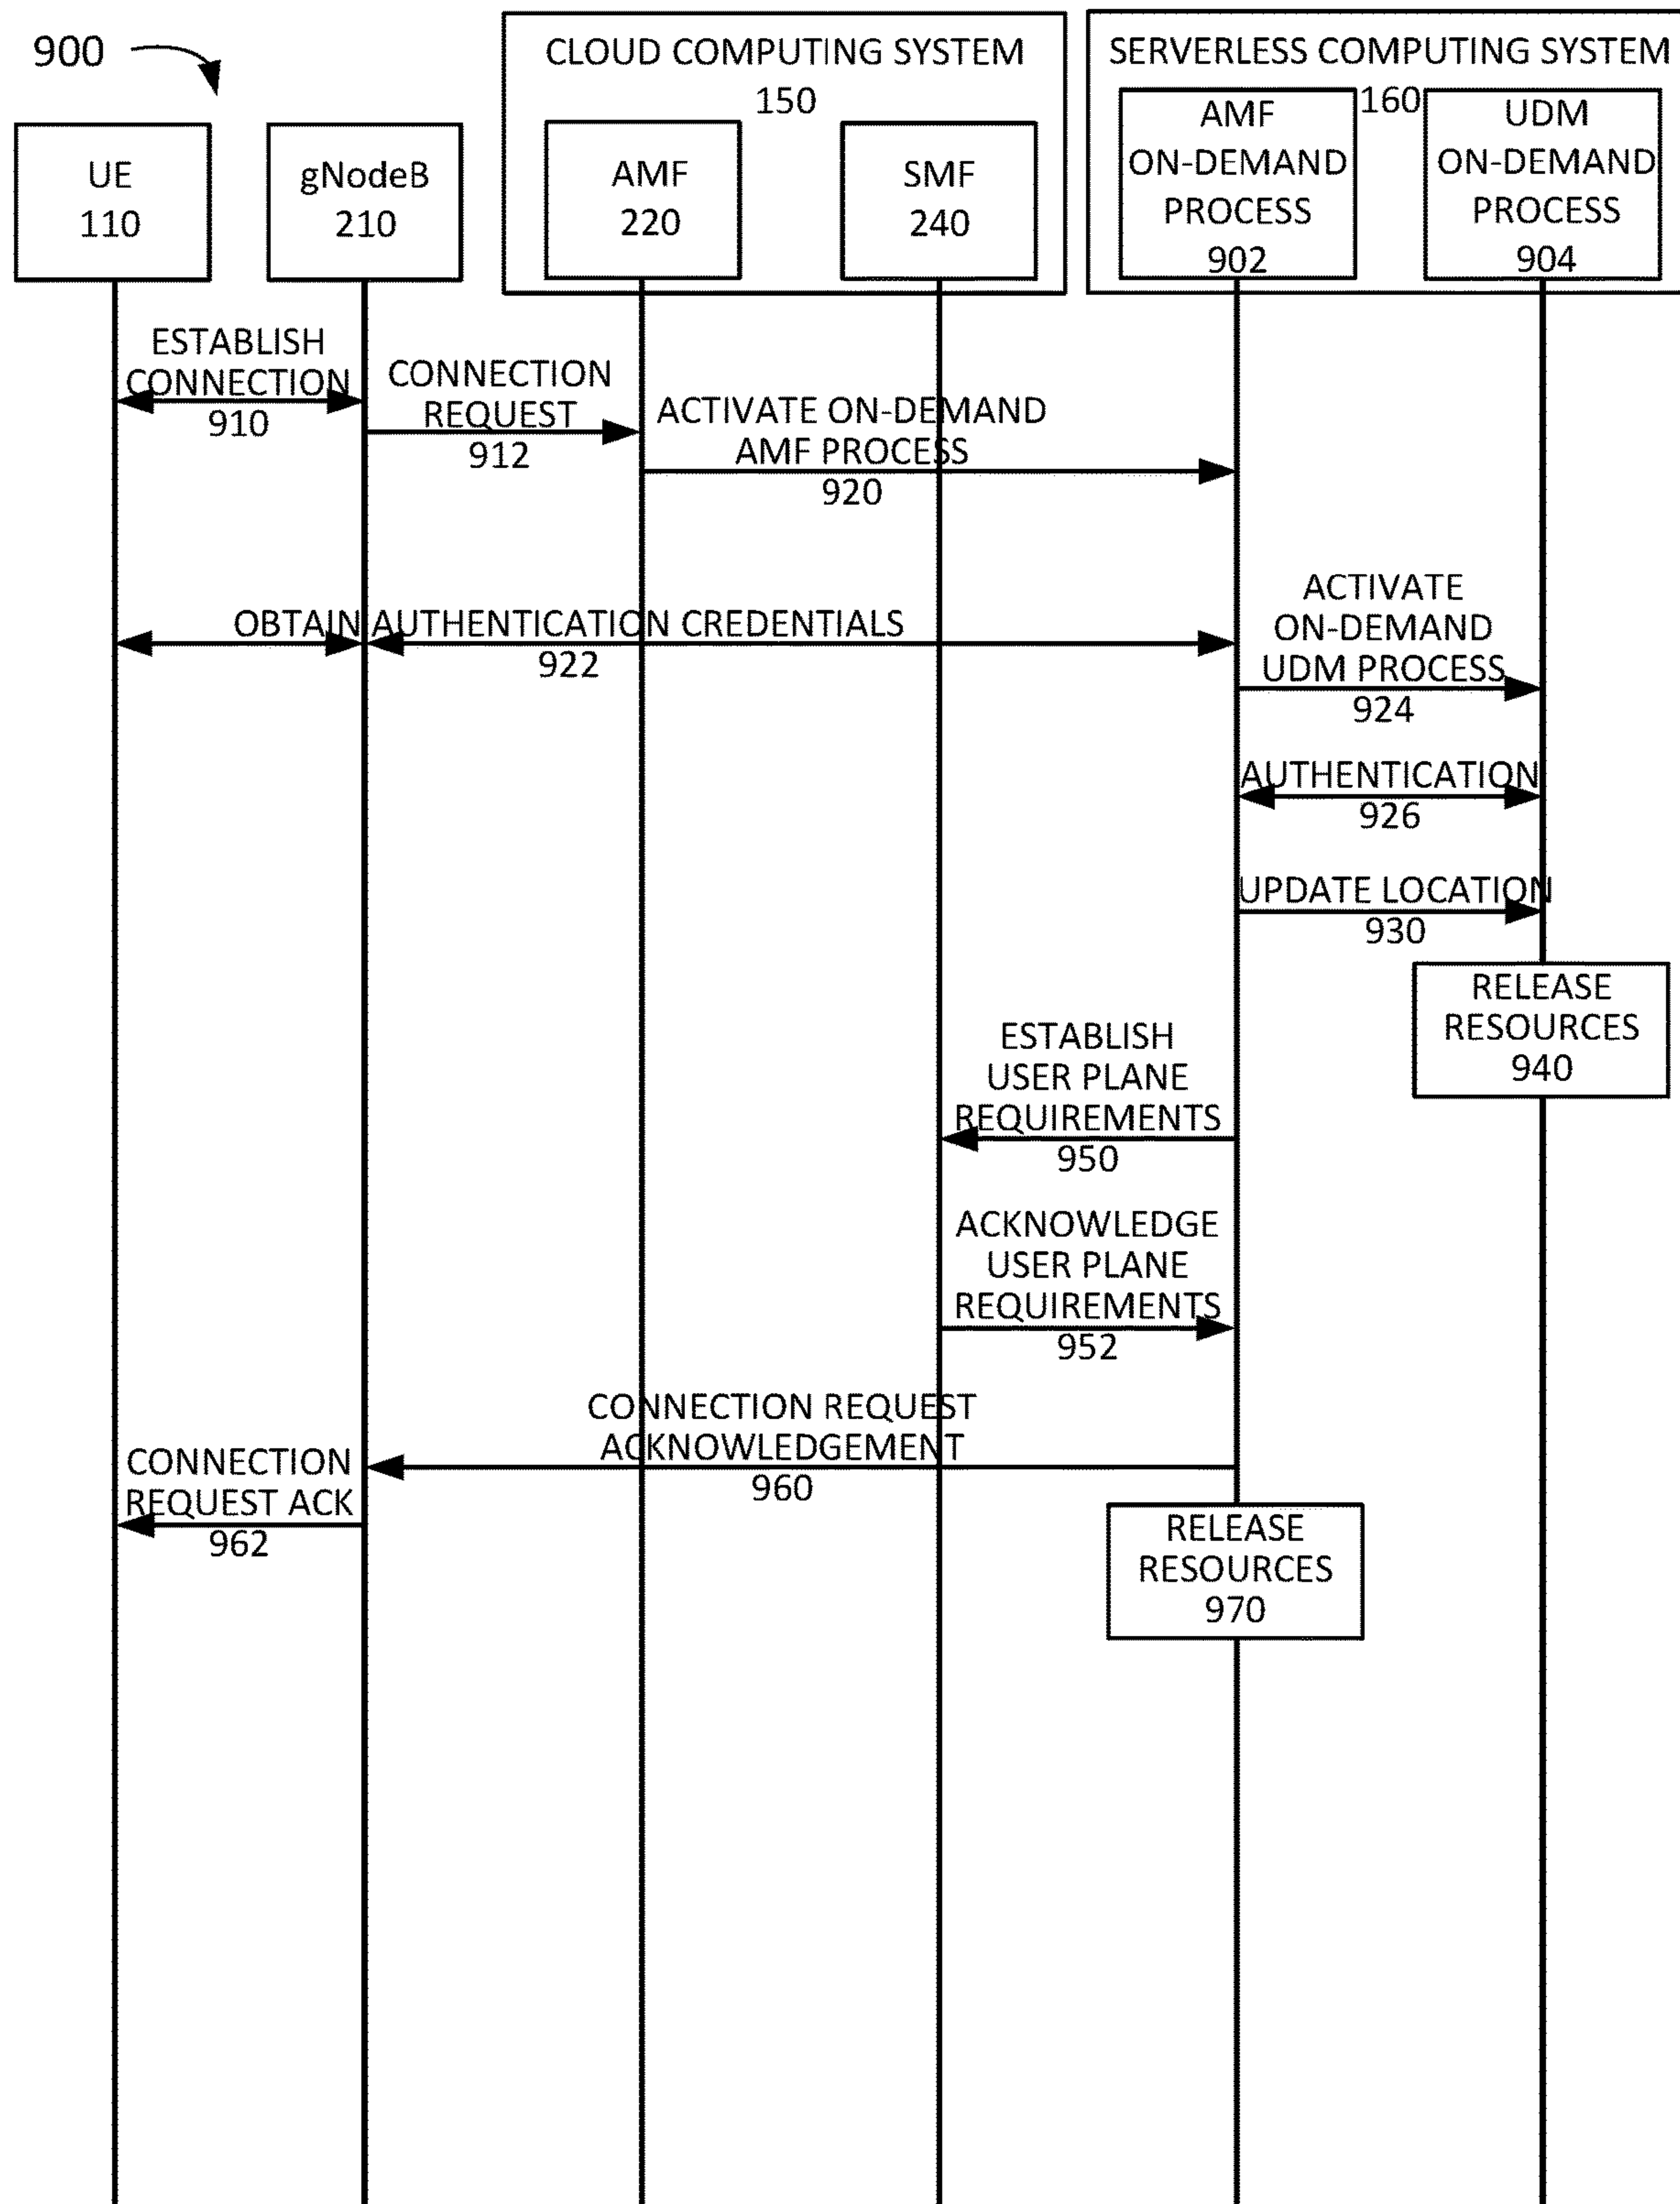 900
CLOUD COMPUTING SYSTEM
150
SERVERLESS COMPUTING SYSTEM
160
UE
110
gNodeB
210
AMF
220
SMF
240
AMF
ON-DEMAND
PROCESS
902
UDM
ON-DEMAND
PROCESS
904
ESTABLISH
CONNECTION
910
CONNECTION
REQUEST
912
ACTIVATE ON-DEMAND
AMF PROCESS
920
OBTAIN AUTHENTICATION CREDENTIALS
922
ACTIVATE
ON-DEMAND
UDM PROCESS
924
AUTHENTICATION
926
UPDATE LOCATION
930
RELEASE
RESOURCES
940
ESTABLISH
USER PLANE
REQUIREMENTS
950
ACKNOWLEDGE
USER PLANE
REQUIREMENTS
952
CONNECTION REQUEST
ACKNOWLEDGEMENT
960
CONNECTION
REQUEST ACK
962
RELEASE
RESOURCES
970